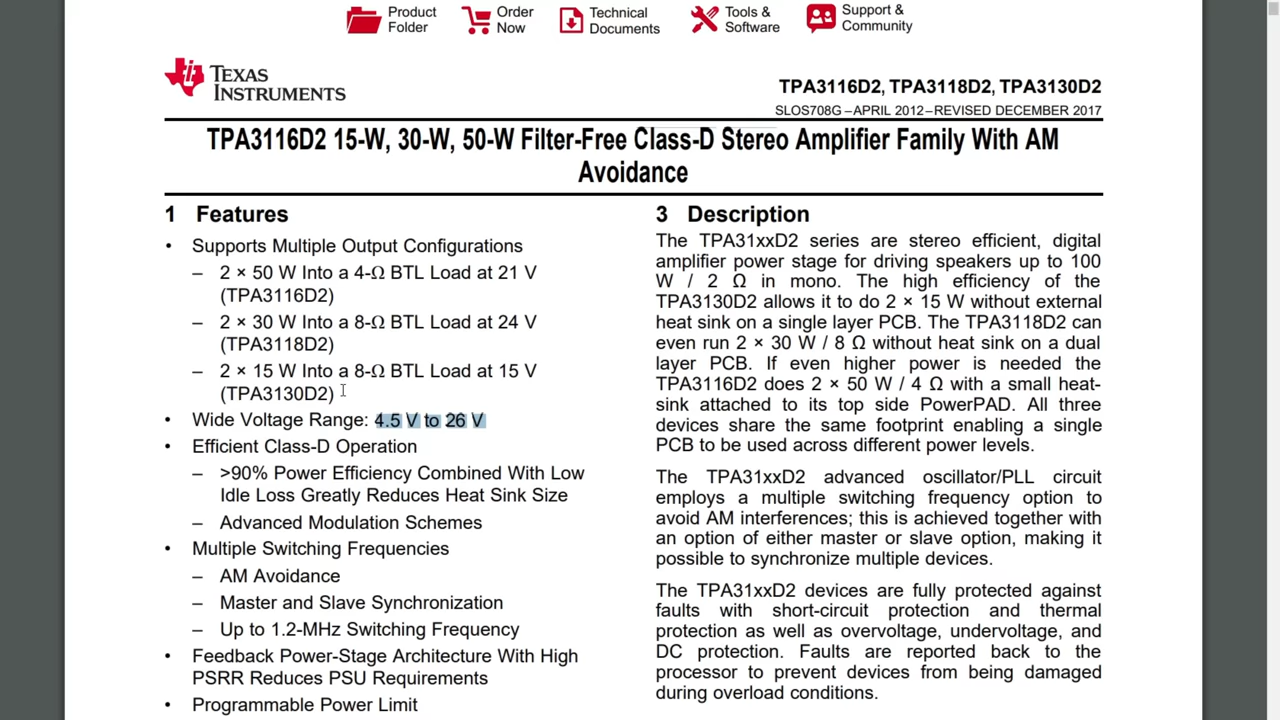 Product
Folder
Order
Now
Technical
Documents
Tools &
Software
Support &
Community
TEXAS
INSTRUMENTS
TPA3116D2, TPA3118D2, TPA3130D2
SLOS708G –APRIL 2012–REVISED DECEMBER 2017
TPA3116D2 15-W, 30-W, 50-W Filter-Free Class-D Stereo Amplifier Family With AM
Avoidance
1 Features
• Supports Multiple Output Configurations
– 2 × 50 W Into a 4-Ω BTL Load at 21 V
(TPA3116D2)
– 2 × 30 W Into a 8-Ω BTL Load at 24 V
(TPA3118D2)
– 2 × 15 W Into a 8-Ω BTL Load at 15 V
(TPA3130D2)
• Wide Voltage Range: 4.5 V to 26 V
• Efficient Class-D Operation
– >90% Power Efficiency Combined With Low
Idle Loss Greatly Reduces Heat Sink Size
– Advanced Modulation Schemes
• Multiple Switching Frequencies
– AM Avoidance
– Master and Slave Synchronization
– Up to 1.2-MHz Switching Frequency
• Feedback Power-Stage Architecture With High
PSRR Reduces PSU Requirements
• Programmable Power Limit
3 Description
The TPA31xxD2 series are stereo efficient, digital
amplifier power stage for driving speakers up to 100
W / 2 Ω in mono. The high efficiency of the
TPA3130D2 allows it to do 2 × 15 W without external
heat sink on a single layer PCB. The TPA3118D2 can
even run 2 × 30 W / 8 Ω without heat sink on a dual
layer PCB. If even higher power is needed the
TPA3116D2 does 2 × 50 W / 4 Ω with a small heat-
sink attached to its top side PowerPAD. All three
devices share the same footprint enabling a single
PCB to be used across different power levels.
The TPA31xxD2 advanced oscillator/PLL circuit
employs a multiple switching frequency option to
avoid AM interferences; this is achieved together with
an option of either master or slave option, making it
possible to synchronize multiple devices.
The TPA31xxD2 devices are fully protected against
faults with short-circuit protection and thermal
protection as well as overvoltage, undervoltage, and
DC protection. Faults are reported back to the
processor to prevent devices from being damaged
during overload conditions.